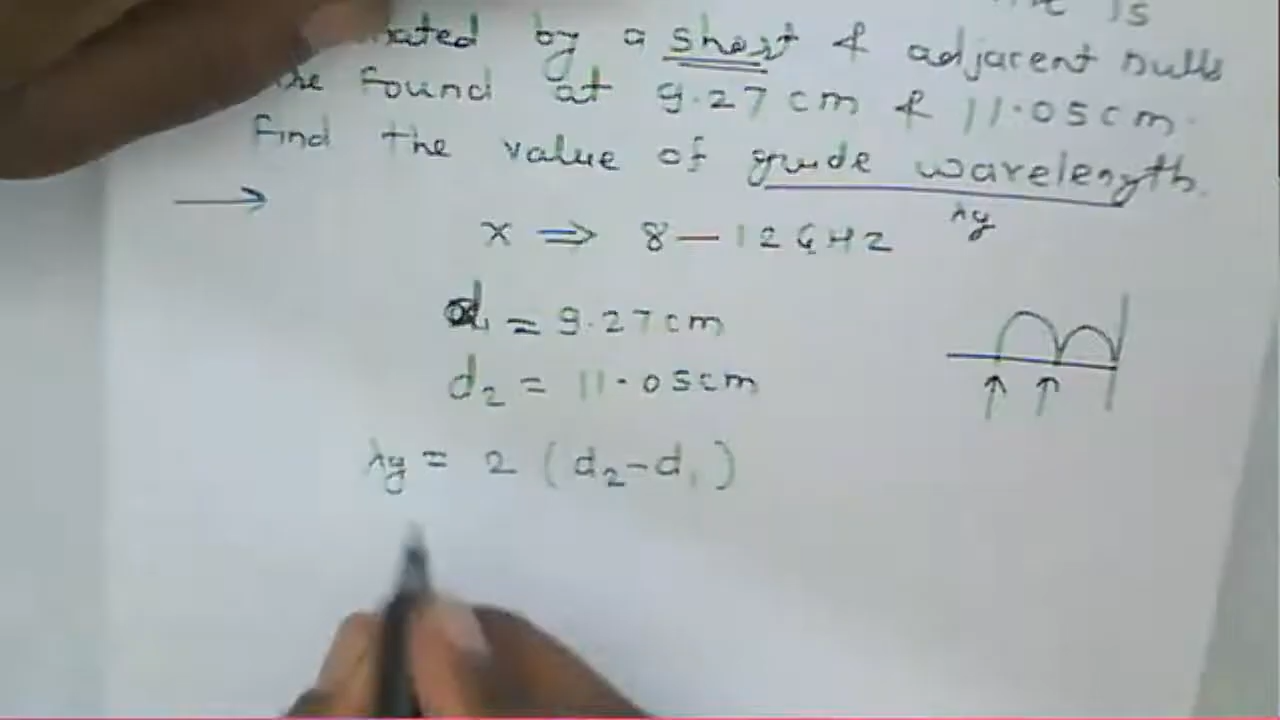 is
by a short & adjacent nulls
found at 9.27 cm & 11.05 cm.
Find the value of guide wavelength.
λg
x ⇒ 8 — 12 GHz
d1 = 9.27 cm
d2 = 11.05 cm
λg = 2 (d2 - d1)